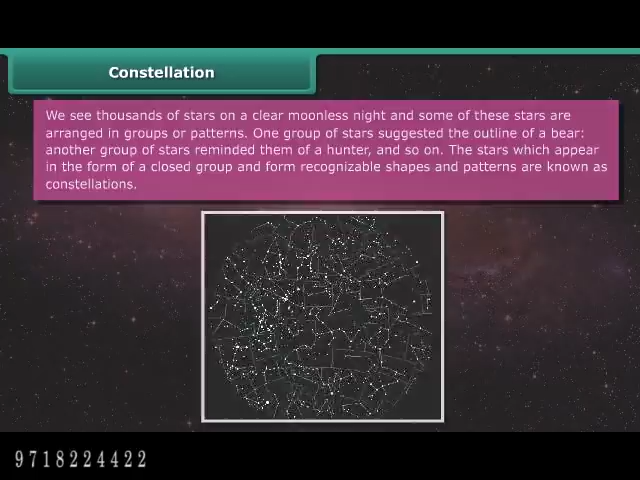 Constellation
We see thousands of stars on a clear moonless night and some of these stars are
arranged in groups or patterns. One group of stars suggested the outline of a bear:
another group of stars reminded them of a hunter, and so on. The stars which appear
in the form of a closed group and form recognizable shapes and patterns are known as
constellations.
9718224422